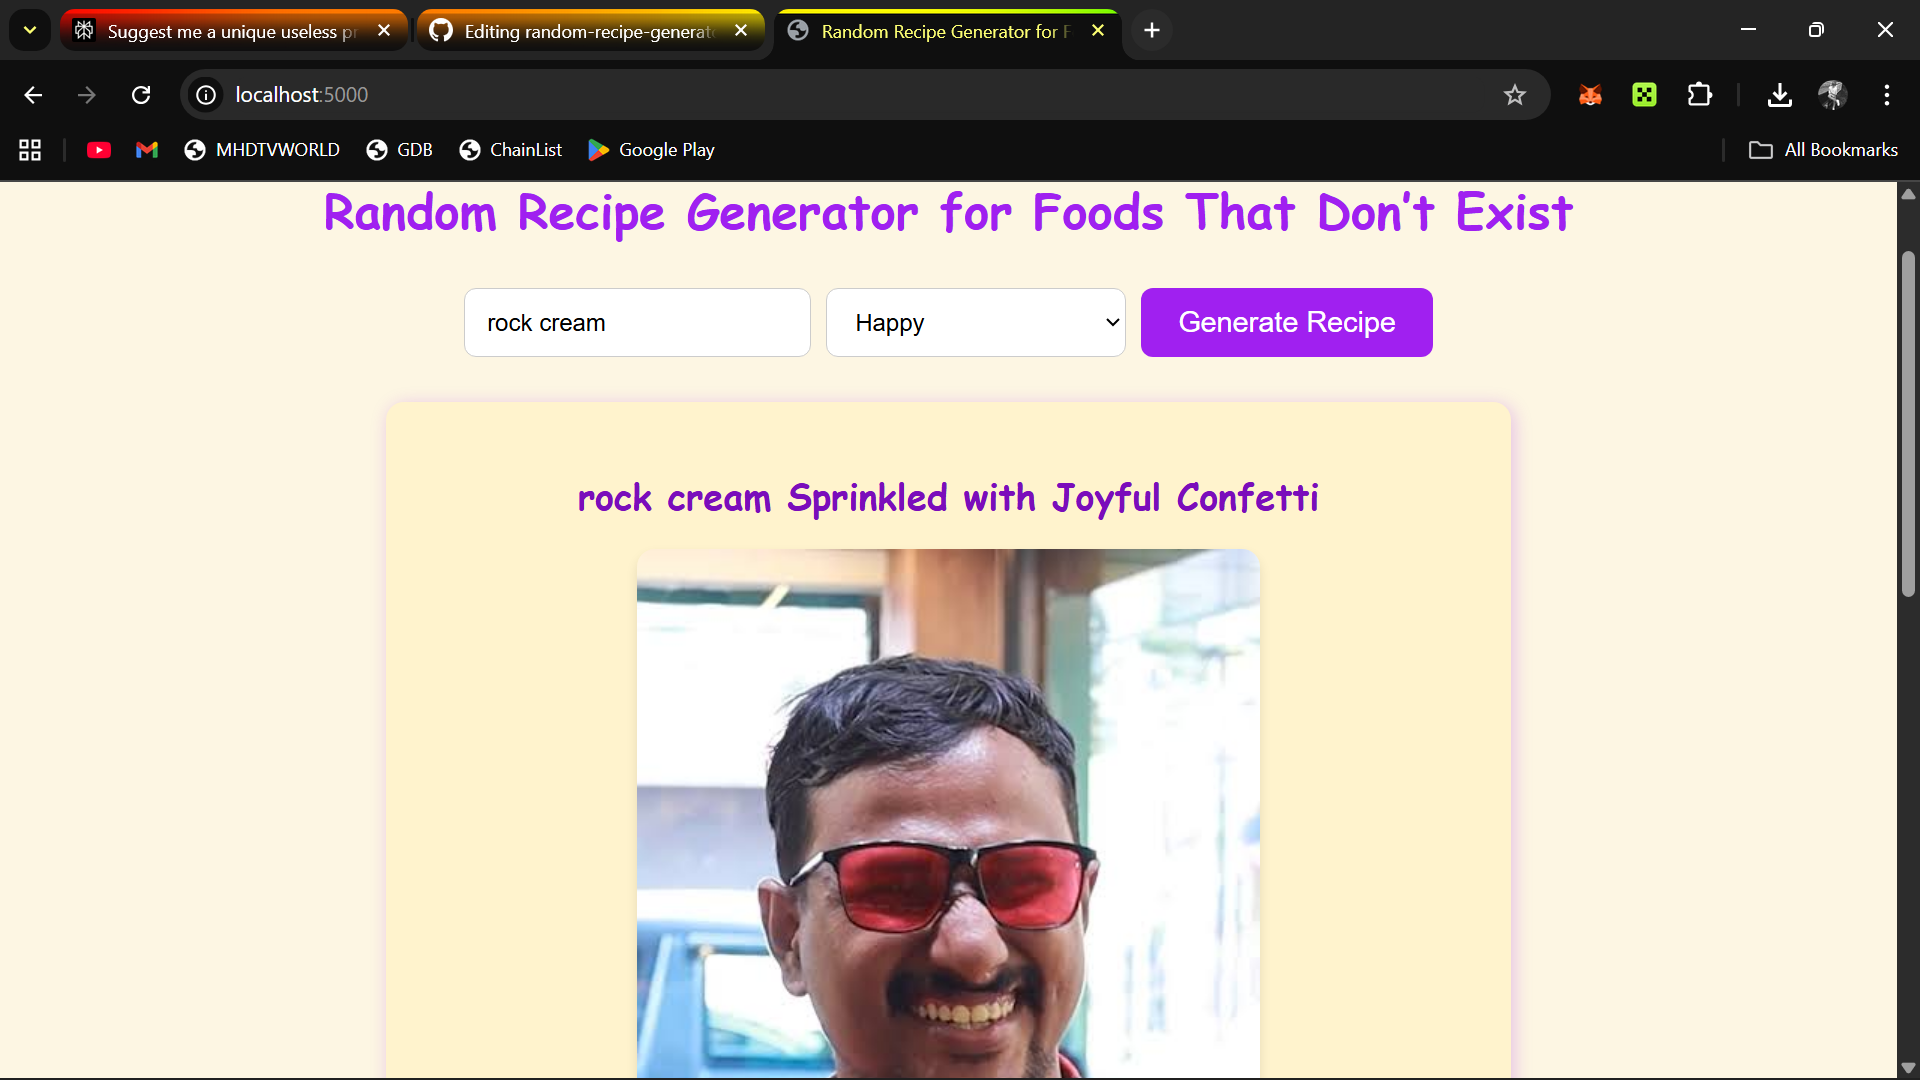 Suggest me a unique useless pr
Editing random-recipe-generat
Random Recipe Generator for F
localhost:5000
MHDTVWORLD
GDB
ChainList
Google Play
All Bookmarks
Random Recipe Generator for Foods That Don't Exist
rock cream
Happy
Generate Recipe
rock cream Sprinkled with Joyful Confetti